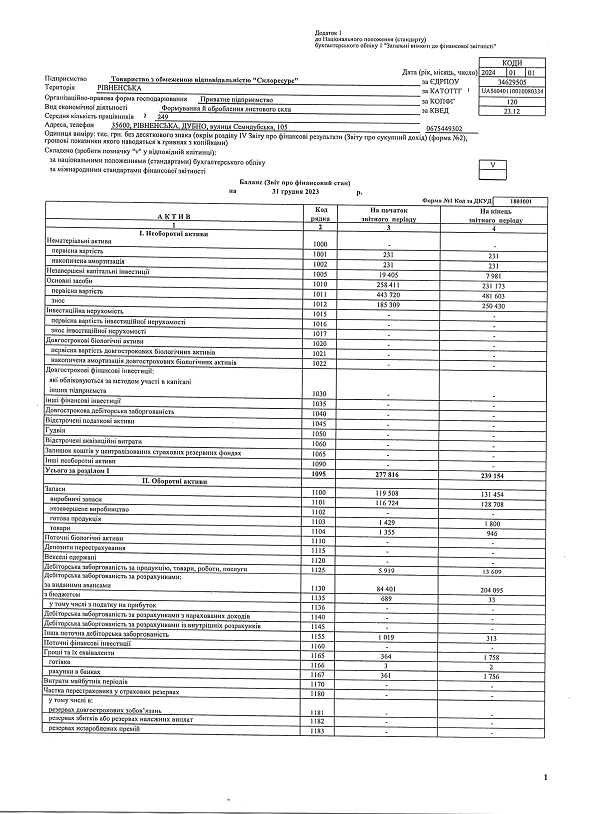 Додаток 1
до Національного положення (стандарту)
бухгалтерського обліку 1 "Загальні вимоги до фінансової звітності"
КОДИ
Дата (рік, місяць, число) 2024 01 01
Підприємство Товариство з обмеженою відповідальністю "Склоресурс" за ЄДРПОУ 34629505
Територія РІВНЕНСЬКА за КАТОТТГ 1 UA56040110010080334
Організаційно-правова форма господарювання Приватне підприємство за КОПФГ 120
Вид економічної діяльності Формування й оброблення листового скла за КВЕД 23.12
Середня кількість працівників 2 249
Адреса, телефон 35600, РІВНЕНСЬКА, ДУБНО, вулиця Семидубська, 105 0675449302
Одиниця виміру: тис. грн. без десяткового знака (окрім розділу IV Звіту про фінансові результати (Звіту про сукупний дохід) (форма №2),
грошові показники якого наводяться в гривнях з копійками)
Складено (зробити позначку "v" у відповідній клітинці):
за національними положеннями (стандартами) бухгалтерського обліку V
за міжнародними стандартами фінансової звітності
Баланс (Звіт про фінансовий стан)
на 31 грудня 2023 р.
Форма №1 Код за ДКУД 1801001
АКТИВ Код рядка На початок звітного періоду На кінець звітного періоду
1 2 3 4
I. Необоротні активи
Нематеріальні активи 1000 - -
первісна вартість 1001 231 231
накопичена амортизація 1002 231 231
Незавершені капітальні інвестиції 1005 19 405 7 981
Основні засоби 1010 258 411 231 173
первісна вартість 1011 443 720 481 603
знос 1012 185 309 250 430
Інвестиційна нерухомість 1015 - -
первісна вартість інвестиційної нерухомості 1016 - -
знос інвестиційної нерухомості 1017 - -
Довгострокові біологічні активи 1020 - -
первісна вартість довгострокових біологічних активів 1021 - -
накопичена амортизація довгострокових біологічних активів 1022 - -
Довгострокові фінансові інвестиції:
які обліковуються за методом участі в капіталі
інших підприємств 1030 - -
інші фінансові інвестиції 1035 - -
Довгострокова дебіторська заборгованість 1040 - -
Відстрочені податкові активи 1045 - -
Гудвіл 1050 - -
Відстрочені аквізиційні витрати 1060 - -
Залишок коштів у централізованих страхових резервних фондах 1065 - -
Інші необоротні активи 1090 - -
Усього за розділом I 1095 277 816 239 154
II. Оборотні активи
Запаси 1100 119 508 131 454
виробничі запаси 1101 116 724 128 708
незавершене виробництво 1102 - -
готова продукція 1103 1 429 1 800
товари 1104 1 355 946
Поточні біологічні активи 1110 - -
Депозити перестрахування 1115 - -
Векселі одержані 1120 - -
Дебіторська заборгованість за продукцію, товари, роботи, послуги 1125 5 919 13 609
Дебіторська заборгованість за розрахунками:
за виданими авансами 1130 84 401 204 095
з бюджетом 1135 689 33
у тому числі з податку на прибуток 1136 - -
Дебіторська заборгованість за розрахунками з нарахованих доходів 1140 - -
Дебіторська заборгованість за розрахунками із внутрішніх розрахунків 1145 - -
Інша поточна дебіторська заборгованість 1155 1 019 313
Поточні фінансові інвестиції 1160 - -
Гроші та їх еквіваленти 1165 364 1 758
готівка 1166 3 2
рахунки в банках 1167 361 1 756
Витрати майбутніх періодів 1170 - -
Частка перестраховика у страхових резервах 1180 - -
у тому числі в:
резервах довгострокових зобов'язань 1181 - -
резервах збитків або резервах належних виплат 1182 - -
резервах незароблених премій 1183 - -
1